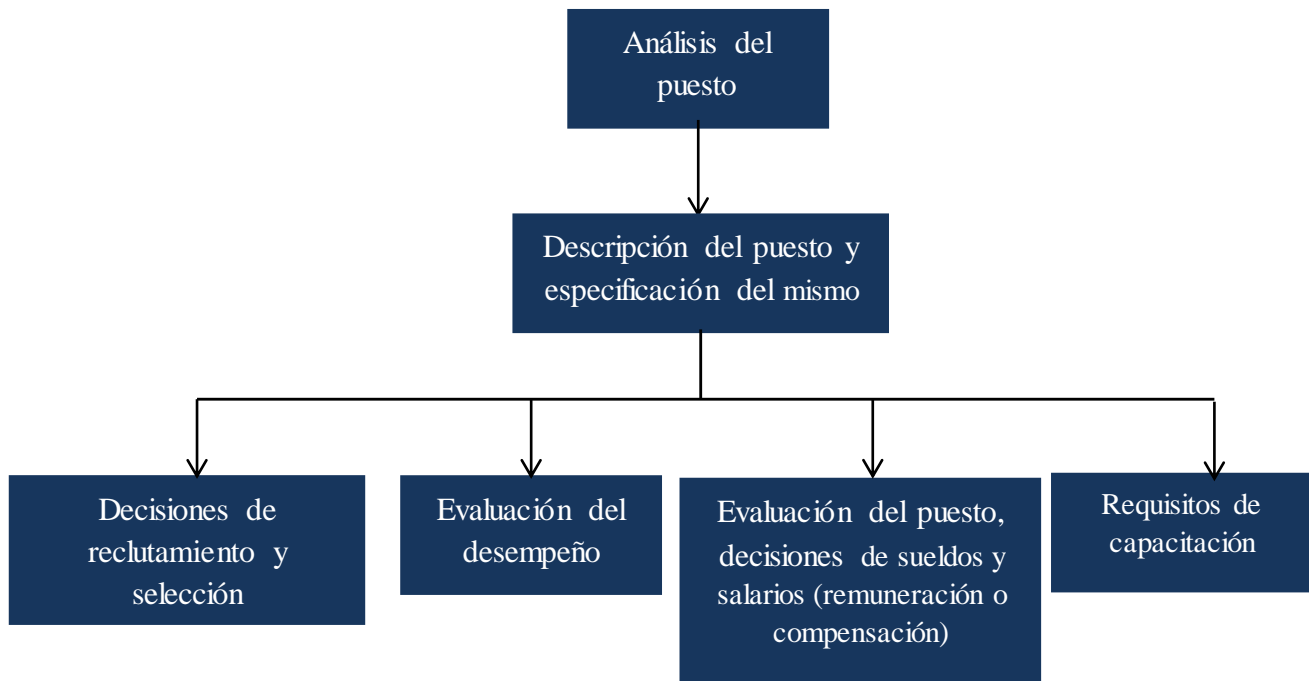 Análisis del
puesto
Descripción del puesto y
especificación del mismo
Decisiones de
reclutamiento y
selección
Evaluación del
desempeño
Evaluación del puesto,
decisiones de sueldos y
salarios (remuneración o
compensación)
Requisitos de
capacitación